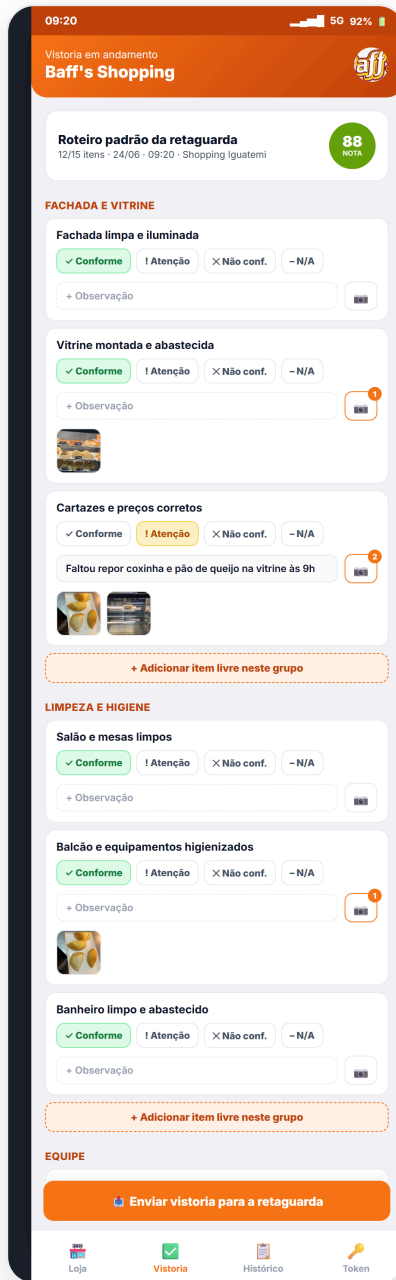 09:20 5G 92%
Vistoria em andamento
Baff's Shopping
aff
Roteiro padrão da retaguarda
12/15 itens · 24/06 · 09:20 · Shopping Iguatemi
88
NOTA
FACHADA E VITRINE
Fachada limpa e iluminada
✓ Conforme ! Atenção ✕ Não conf. – N/A
+ Observação
Vitrine montada e abastecida
✓ Conforme ! Atenção ✕ Não conf. – N/A
+ Observação 1
Cartazes e preços corretos
✓ Conforme ! Atenção ✕ Não conf. – N/A
Faltou repor coxinha e pão de queijo na vitrine às 9h 2
+ Adicionar item livre neste grupo
LIMPEZA E HIGIENE
Salão e mesas limpos
✓ Conforme ! Atenção ✕ Não conf. – N/A
+ Observação
Balcão e equipamentos higienizados
✓ Conforme ! Atenção ✕ Não conf. – N/A
+ Observação 1
Banheiro limpo e abastecido
✓ Conforme ! Atenção ✕ Não conf. – N/A
+ Observação
+ Adicionar item livre neste grupo
EQUIPE
Enviar vistoria para a retaguarda
Loja Vistoria Histórico Token